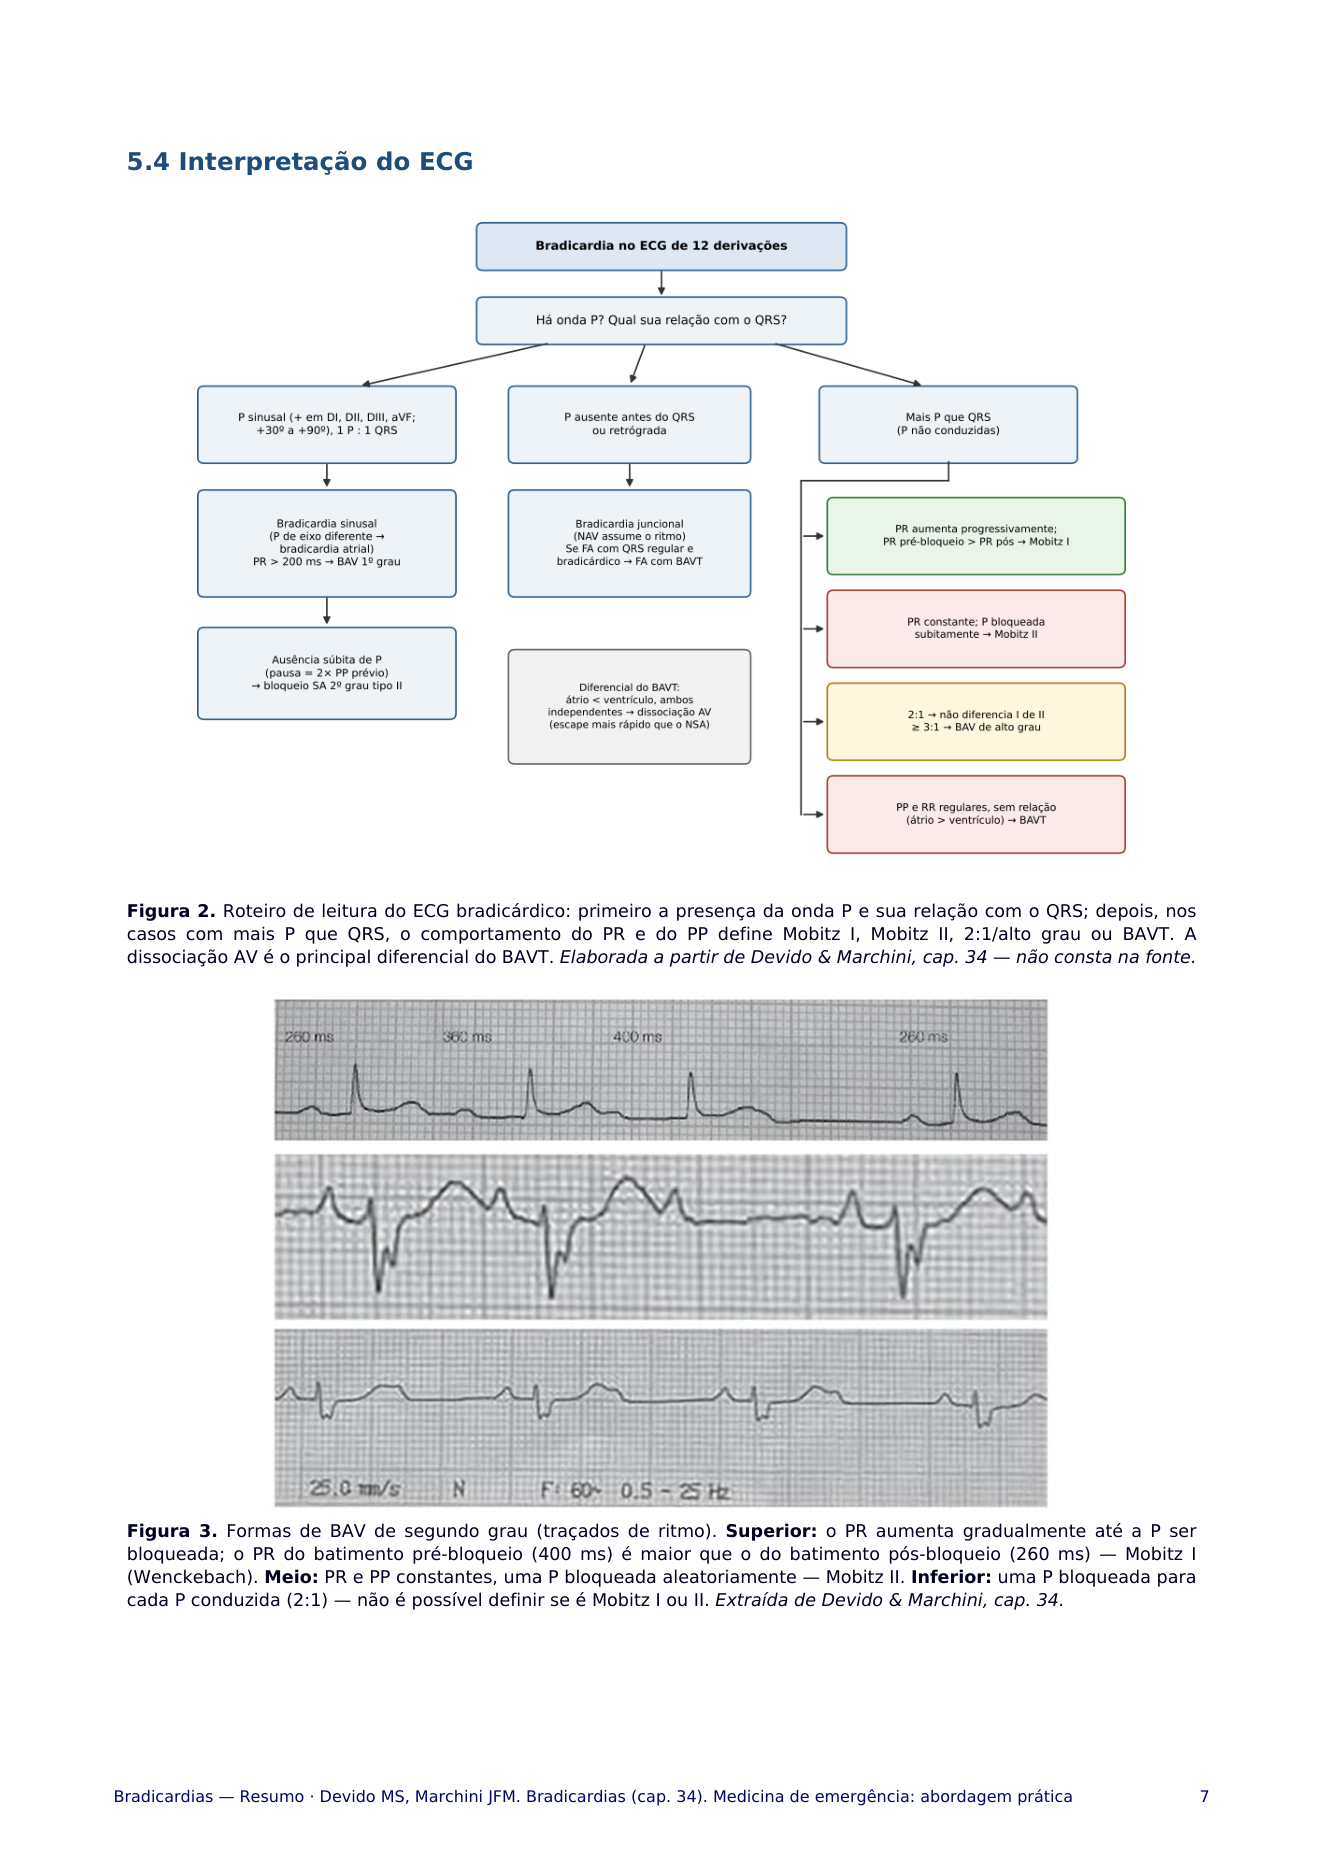 5.4 Interpretação do ECG
Bradicardia no ECG de 12 derivações
Há onda P? Qual sua relação com o QRS?
P sinusal (+ em DI, DII, DIII, aVF;
+30º a +90º), 1 P : 1 QRS
P ausente antes do QRS
ou retrógrada
Mais P que QRS
(P não conduzidas)
Bradicardia sinusal
(P de eixo diferente →
bradicardia atrial)
PR > 200 ms → BAV 1º grau
Bradicardia juncional
(NAV assume o ritmo)
Se FA com QRS regular e
bradicárdico → FA com BAVT
PR aumenta progressivamente;
PR pré-bloqueio > PR pós → Mobitz I
PR constante; P bloqueada
subitamente → Mobitz II
Ausência súbita de P
(pausa = 2× PP prévio)
→ bloqueio SA 2º grau tipo II
Diferencial do BAVT:
átrio < ventrículo, ambos
independentes → dissociação AV
(escape mais rápido que o NSA)
2:1 → não diferencia I de II
≥ 3:1 → BAV de alto grau
PP e RR regulares, sem relação
(átrio > ventrículo) → BAVT
Figura 2. Roteiro de leitura do ECG bradicárdico: primeiro a presença da onda P e sua relação com o QRS; depois, nos
casos com mais P que QRS, o comportamento do PR e do PP define Mobitz I, Mobitz II, 2:1/alto grau ou BAVT. A
dissociação AV é o principal diferencial do BAVT. Elaborada a partir de Devido & Marchini, cap. 34 — não consta na fonte.
260 ms 360 ms 400 ms 260 ms
25.0 mm/s N F: 60~ 0.5 - 25 Hz
Figura 3. Formas de BAV de segundo grau (traçados de ritmo). Superior: o PR aumenta gradualmente até a P ser
bloqueada; o PR do batimento pré-bloqueio (400 ms) é maior que o do batimento pós-bloqueio (260 ms) — Mobitz I
(Wenckebach). Meio: PR e PP constantes, uma P bloqueada aleatoriamente — Mobitz II. Inferior: uma P bloqueada para
cada P conduzida (2:1) — não é possível definir se é Mobitz I ou II. Extraída de Devido & Marchini, cap. 34.
Bradicardias — Resumo · Devido MS, Marchini JFM. Bradicardias (cap. 34). Medicina de emergência: abordagem prática 7